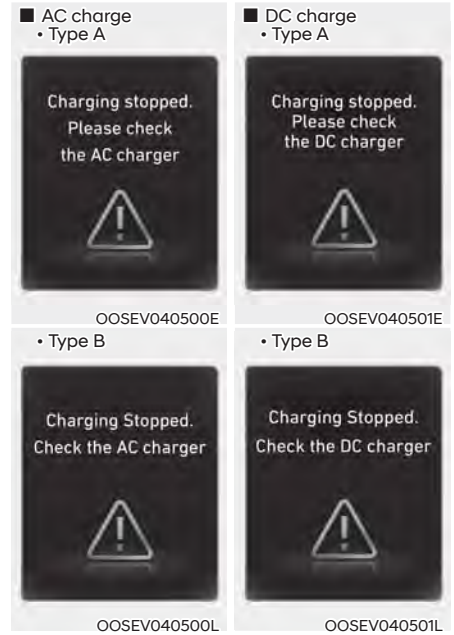 ■ AC charge
• Type A
Charging stopped.
Please check
the AC charger
OOSEV040500E
■ DC charge
• Type A
Charging stopped.
Please check
the DC charger
OOSEV040501E
• Type B
Charging Stopped.
Check the AC charger
OOSEV040500L
• Type B
Charging Stopped.
Check the DC charger
OOSEV040501L